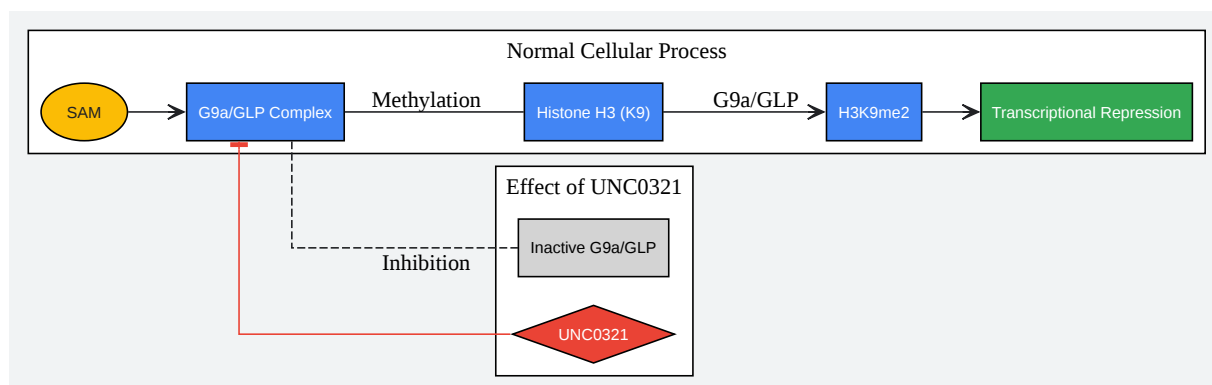 Normal Cellular Process
SAM
G9a/GLP Complex
Methylation
Histone H3 (K9)
G9a/GLP
H3K9me2
Transcriptional Repression
Effect of UNC0321
Inactive G9a/GLP
Inhibition
UNC0321